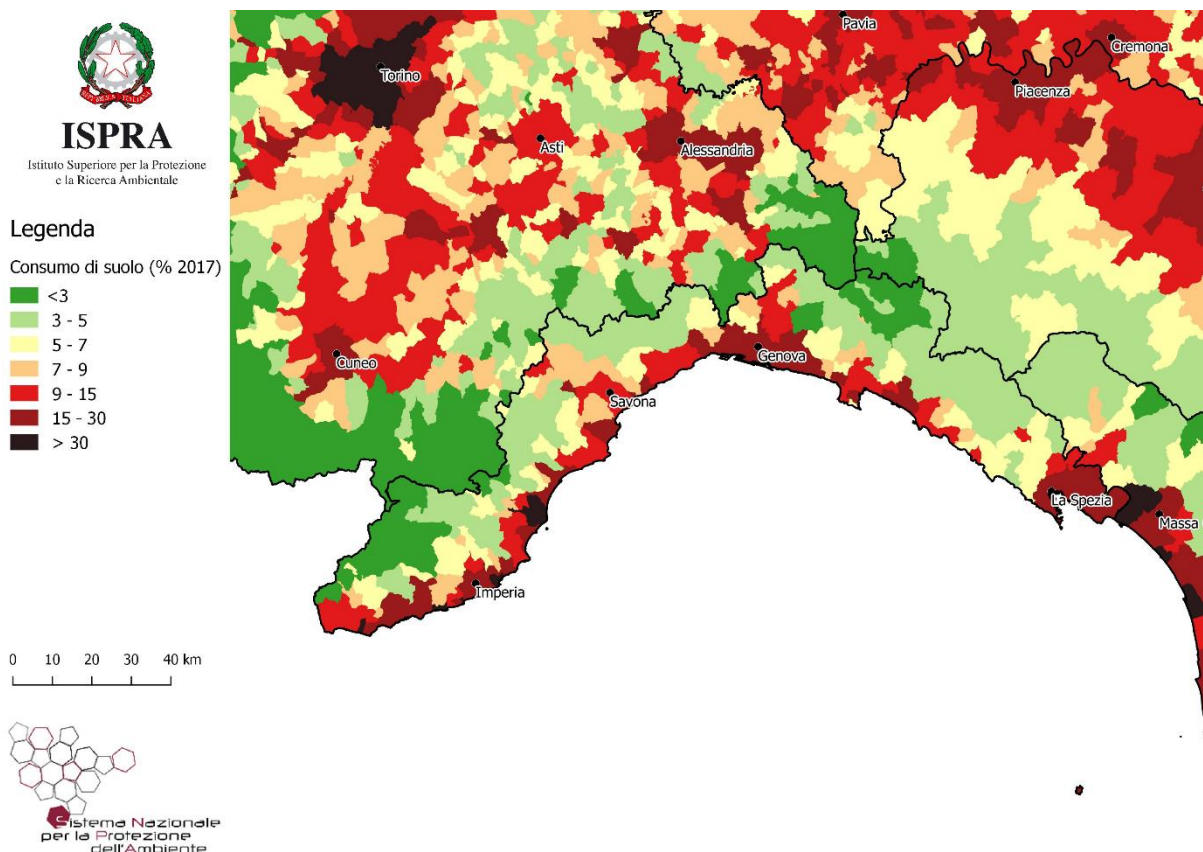 ISPRA
Istituto Superiore per la Protezione
e la Ricerca Ambientale
Legenda
Consumo di suolo (% 2017)
<3
3 - 5
5 - 7
7 - 9
9 - 15
15 - 30
> 30
0 10 20 30 40 km
Sistema Nazionale
per la Protezione
dell'Ambiente
Pavia
Cremona
Torino
Piacenza
Asti
Alessandria
Cuneo
Genova
Savona
La Spezia
Massa
Imperia